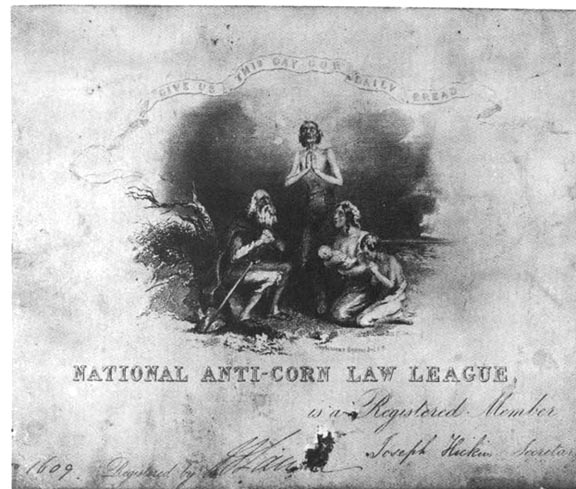 GIVE US THIS DAY OUR DAILY BREAD
NATIONAL ANTI-CORN LAW LEAGUE,
is a Registered Member
Joseph Hickin Secretary
1609. Registered by